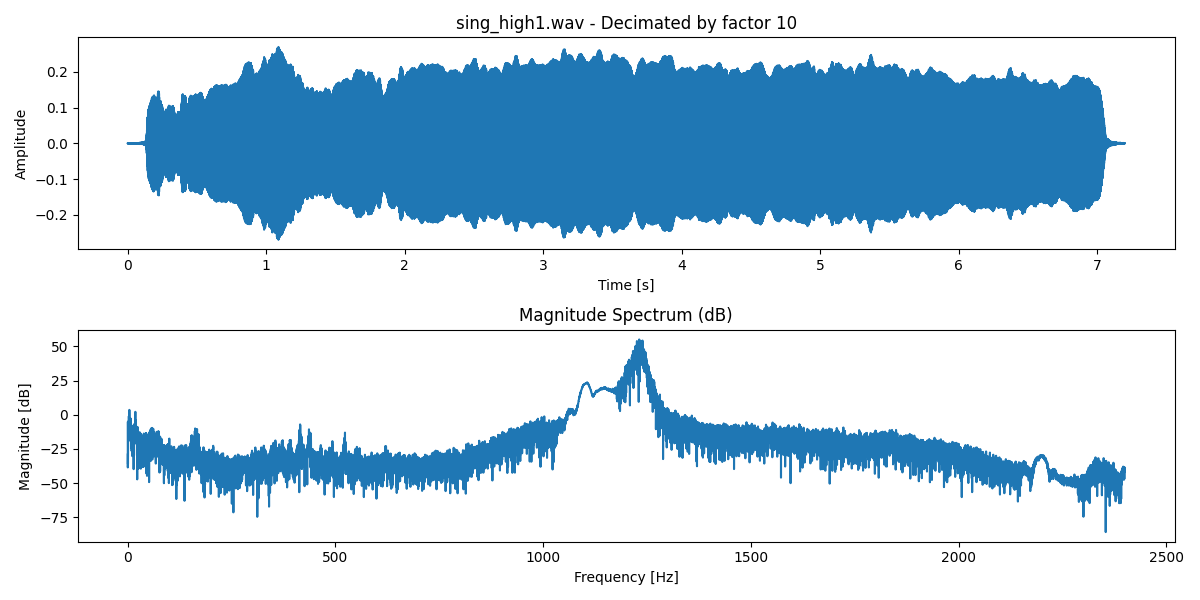 sing_high1.wav - Decimated by factor 10
0.2
0.1
0.0
−0.1
−0.2
Amplitude
0 1 2 3 4 5 6 7
Time [s]
Magnitude Spectrum (dB)
50
25
0
−25
−50
−75
Magnitude [dB]
0 500 1000 1500 2000 2500
Frequency [Hz]